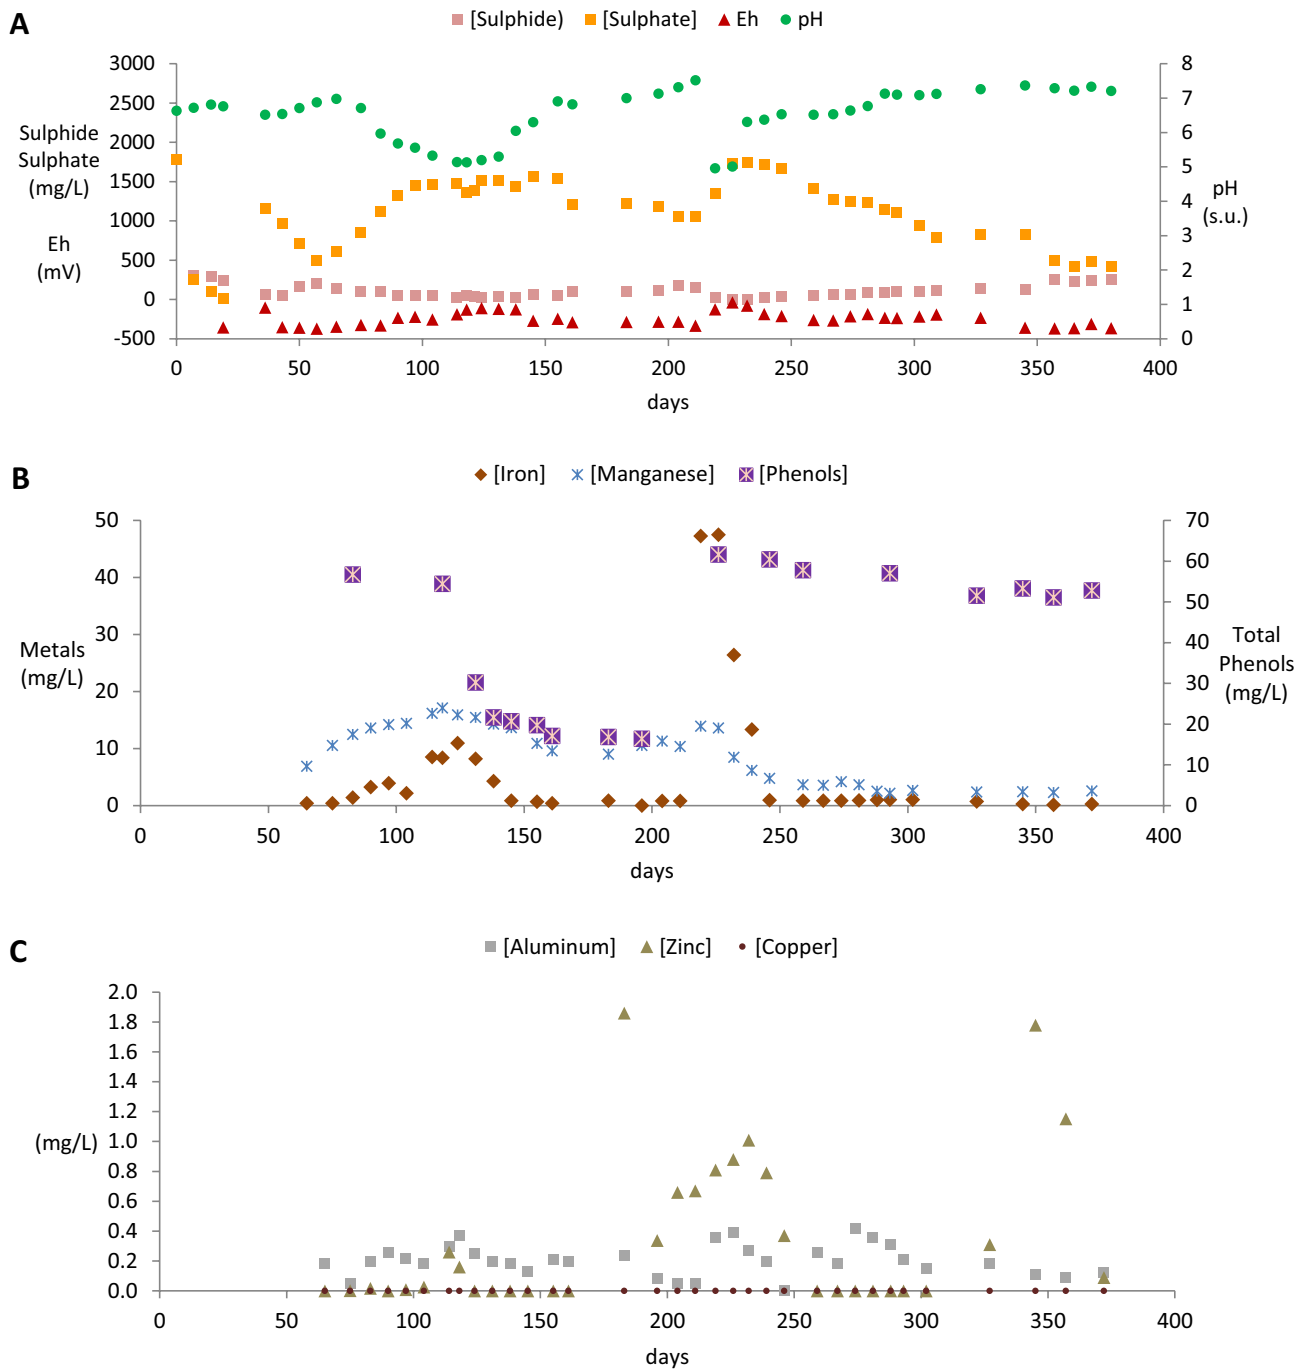 A
[Sulphide) [Sulphate] Eh pH
3000
2500
2000
1500
1000
500
0
-500
Sulphide
Sulphate
(mg/L)
Eh
(mV)
8
7
6
5
4
3
2
1
0
pH
(s.u.)
0 50 100 150 200 250 300 350 400
days
B
[Iron] [Manganese] [Phenols]
50
40
30
20
10
0
Metals
(mg/L)
70
60
50
40
30
20
10
0
Total
Phenols
(mg/L)
0 50 100 150 200 250 300 350 400
days
C
[Aluminum] [Zinc] [Copper]
2.0
1.8
1.6
1.4
1.2
1.0
0.8
0.6
0.4
0.2
0.0
(mg/L)
0 50 100 150 200 250 300 350 400
days